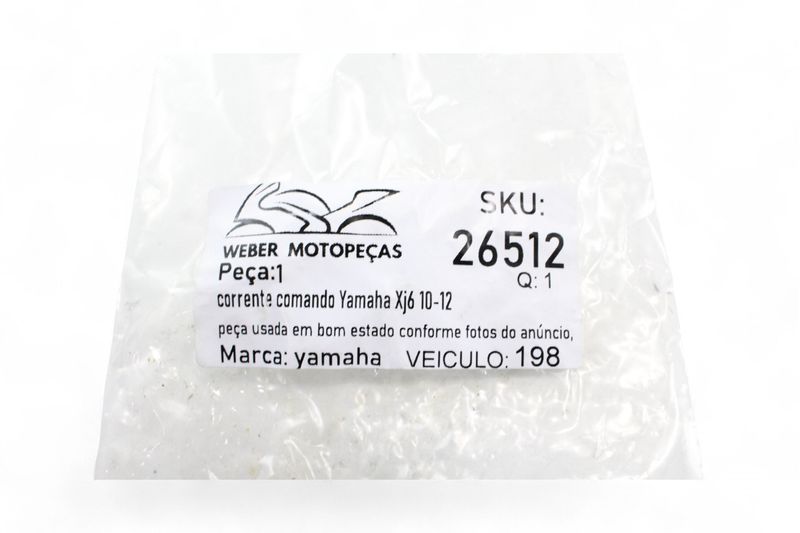 WEBER MOTOPEÇAS
SKU:
26512
Q: 1
Peça:1
corrente comando Yamaha Xj6 10-12
peça usada em bom estado conforme fotos do anúncio,
Marca: yamaha VEICULO: 198